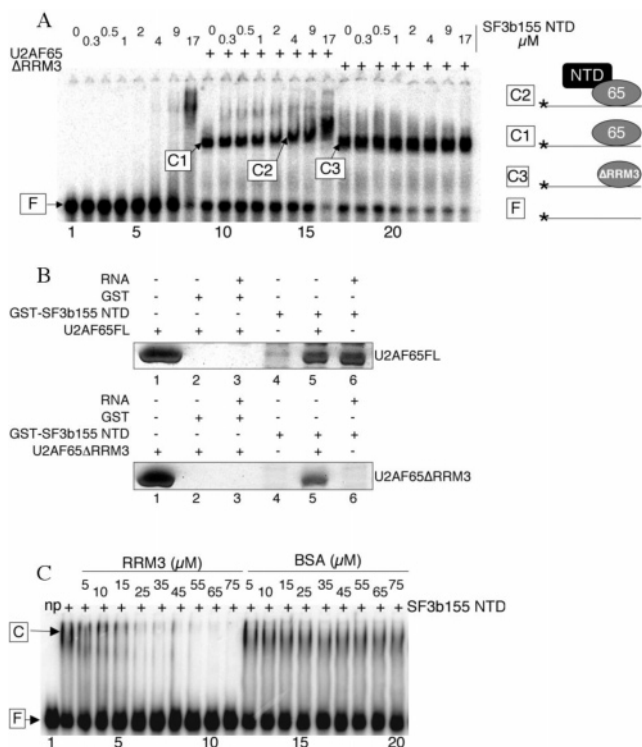 A
0 0.3 0.5 1 2 4 9 17 0 0.3 0.5 1 2 4 9 17 0 0.3 0.5 1 2 4 9 17 SF3b155 NTD
µM
U2AF65 + + + + + + + +
ΔRRM3 + + + + + + + +
C1
C2
C3
F
1 5 10 15 20
NTD
C2 * 65
C1 * 65
C3 * ΔRRM3
F *
B
RNA - - + - - +
GST - + + - - -
GST-SF3b155 NTD - - - + + +
U2AF65FL + + + - + +
U2AF65FL
1 2 3 4 5 6
RNA - - + - - +
GST - + + - - -
GST-SF3b155 NTD - - - + + +
U2AF65ΔRRM3 + + + - + +
U2AF65ΔRRM3
1 2 3 4 5 6
C
RRM3 (µM) BSA (µM)
np 5 10 15 25 35 45 55 65 75 5 10 15 25 35 45 55 65 75
+ + + + + + + + + + + + + + + + + + + SF3b155 NTD
C
F
1 5 10 15 20